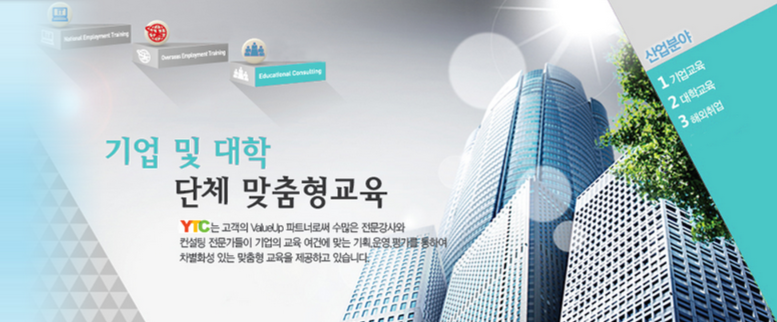 National Employment Training
Overseas Employment Training
Educational Consulting
산업분야
1 기업교육
2 대학교육
3 해외취업
기업 및 대학
단체 맞춤형교육
YTC는 고객의 ValueUp 파트너로써 수많은 전문강사와
컨설팅 전문가들이 기업의 교육 여건에 맞는 기획,운영,평가를 통하여
차별화성 있는 맞춤형 교육을 제공하고 있습니다.